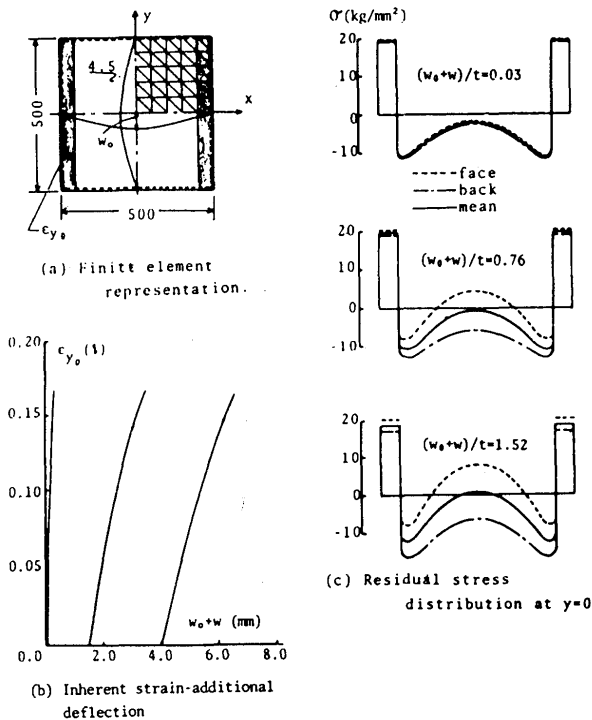 y
4.5
x
500
w₀
500
εy₀
(a) Finitt element
representation.
0.20
εy₀(%)
0.15
0.10
0.05
w₀+w (mm)
0.0 2.0 4.0 6.0 8.0
(b) Inherent strain-additional
deflection
σ(kg/mm²)
20
(w₀+w)/t=0.03
10
0
-10
face
back
mean
20
(w₀+w)/t=0.76
10
0
-10
20
(w₀+w)/t=1.52
10
0
-10
(c) Residual stress
distribution at y=0